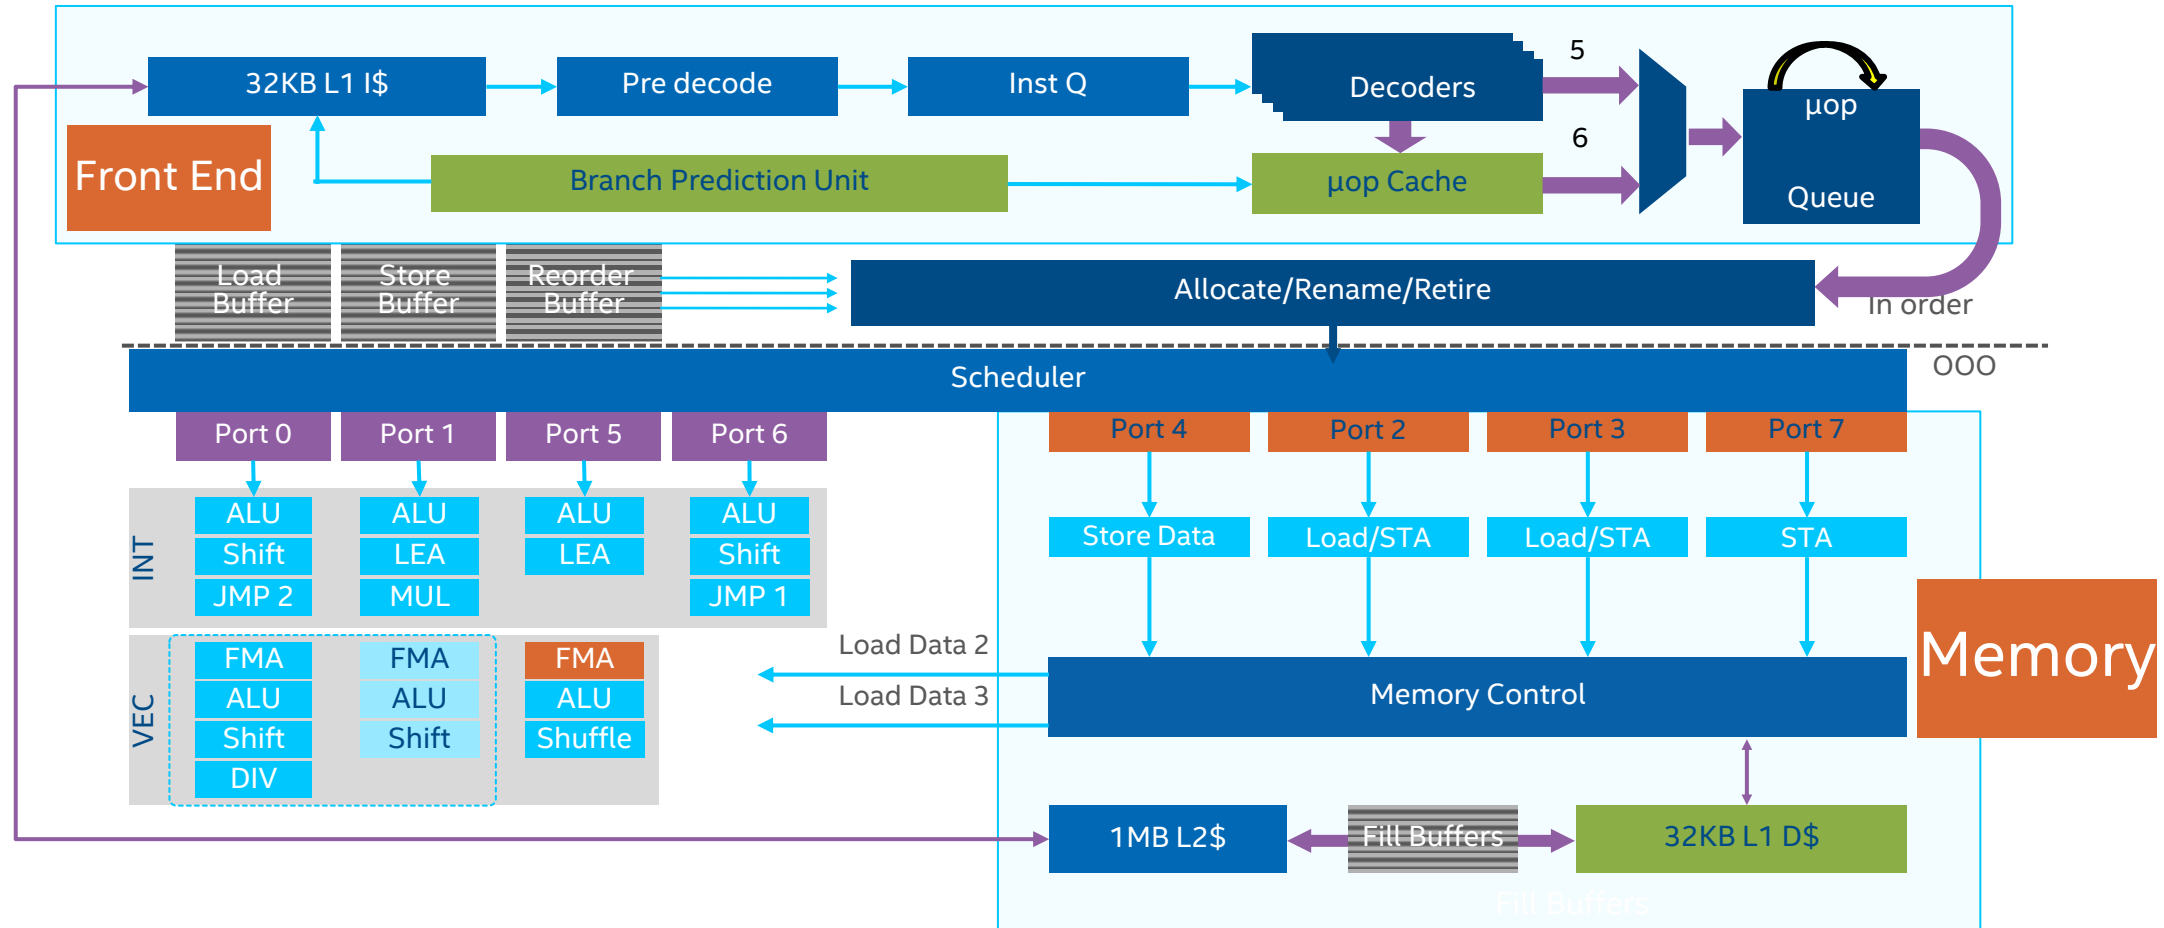 32KB L1 I$
Pre decode
Inst Q
Decoders
5
6
µop
Queue
Front End
Branch Prediction Unit
µop Cache
Load
Buffer
Store
Buffer
Reorder
Buffer
Allocate/Rename/Retire
In order
OOO
Scheduler
Port 0
Port 1
Port 5
Port 6
Port 4
Port 2
Port 3
Port 7
INT
ALU
Shift
JMP 2
ALU
LEA
MUL
ALU
LEA
ALU
Shift
JMP 1
Store Data
Load/STA
Load/STA
STA
VEC
FMA
ALU
Shift
DIV
FMA
ALU
Shift
FMA
ALU
Shuffle
Load Data 2
Load Data 3
Memory Control
Memory
1MB L2$
Fill Buffers
32KB L1 D$
Fill Buffers